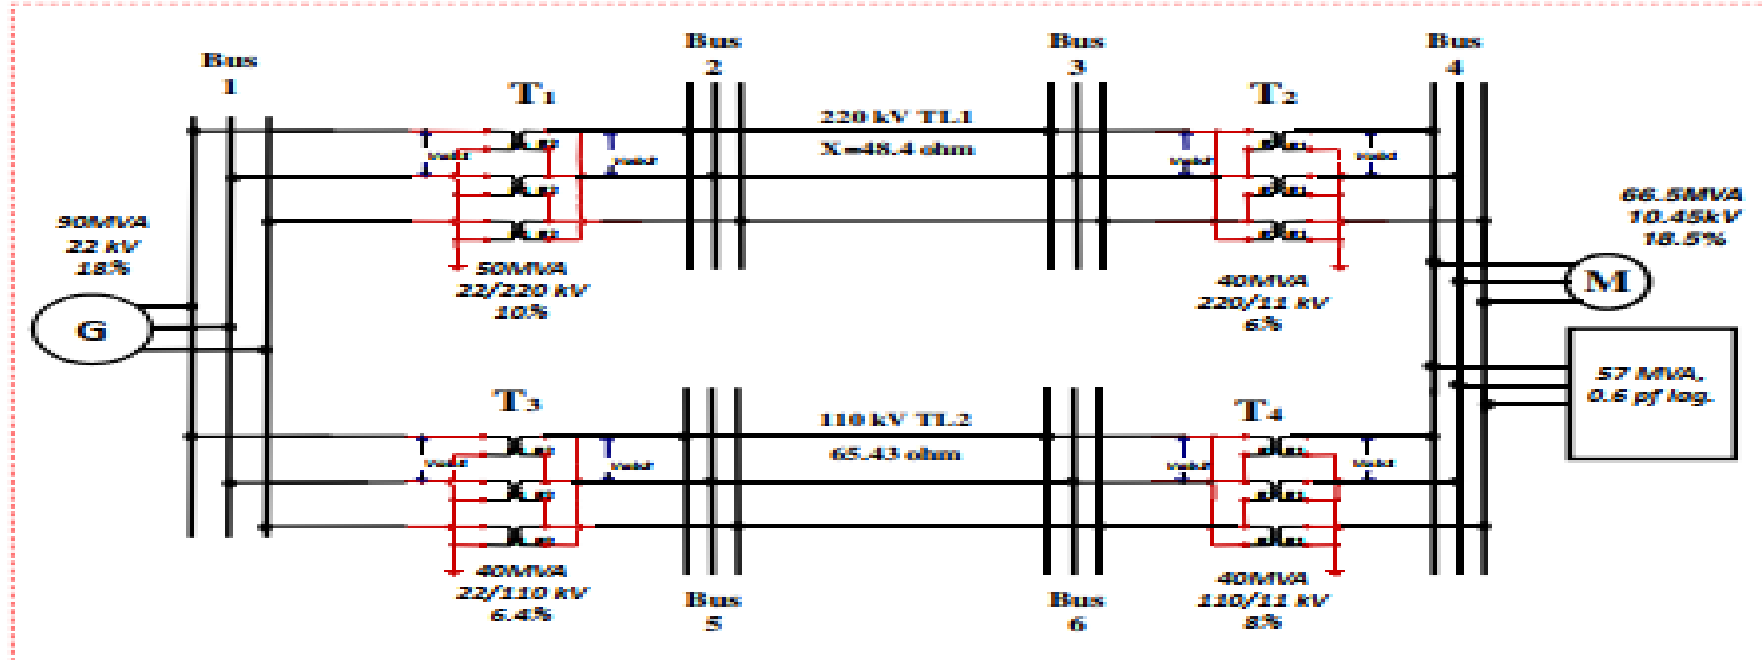 Bus
1
T1
Bus
2
220 kV TL1
X=48.4 ohm
Bus
3
T2
Bus
4
90MVA
22 kV
18%
G
50MVA
22/220 kV
10%
40MVA
220/11 kV
6%
66.5MVA
10.45kV
18.5%
M
57 MVA,
0.6 pf lag.
T3
110 kV TL2
65.43 ohm
T4
40MVA
22/110 kV
6.4%
Bus
5
Bus
6
40MVA
110/11 kV
8%